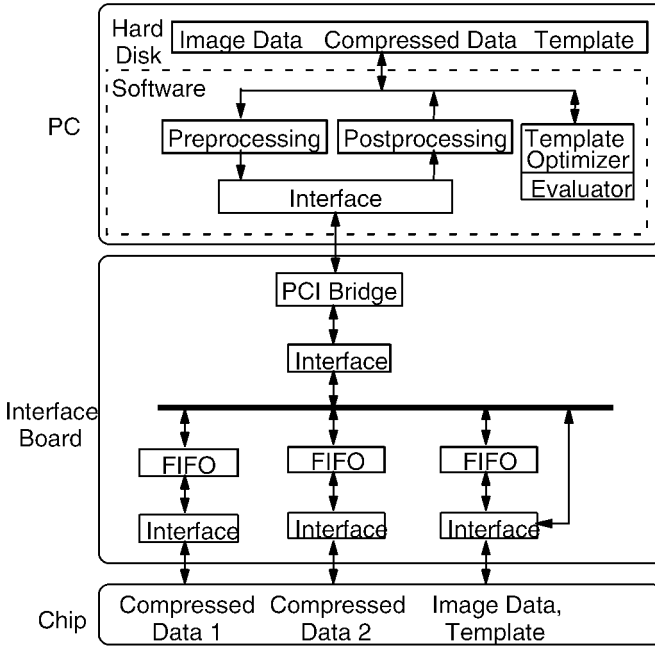 Hard
Disk
Image Data Compressed Data Template
Software
PC
Preprocessing
Postprocessing
Template
Optimizer
Evaluator
Interface
PCI Bridge
Interface
Interface
Board
FIFO
FIFO
FIFO
Interface
Interface
Interface
Chip
Compressed
Data 1
Compressed
Data 2
Image Data,
Template